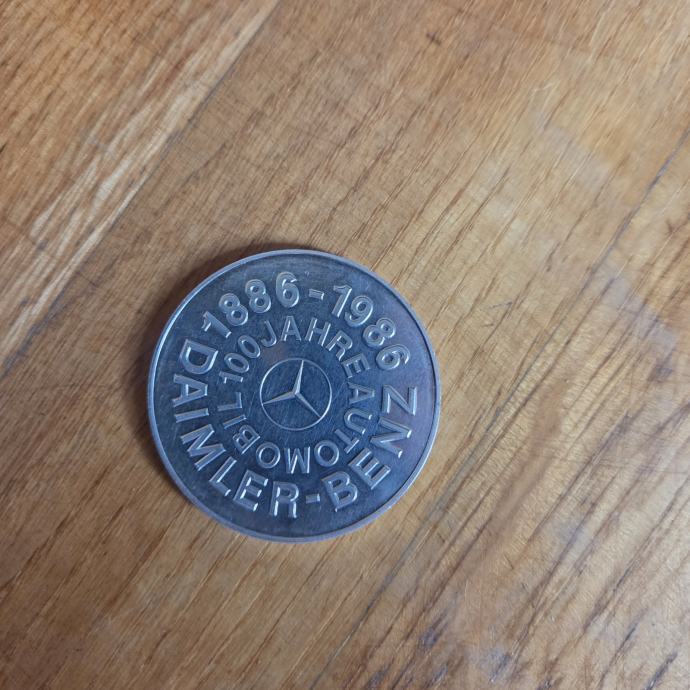 1886-1986
DAIMLER-BENZ
100 JAHRE AUTOMOBIL